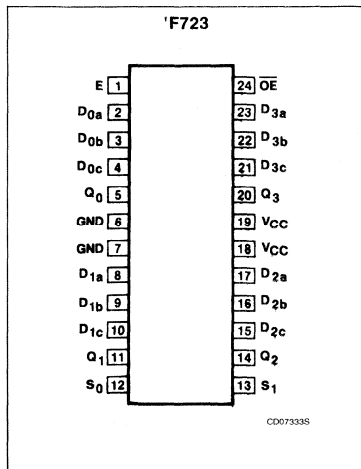 'F723
E 1 24 O̅E̅
D0a 2 23 D3a
D0b 3 22 D3b
D0c 4 21 D3c
Q0 5 20 Q3
GND 6 19 VCC
GND 7 18 VCC
D1a 8 17 D2a
D1b 9 16 D2b
D1c 10 15 D2c
Q1 11 14 Q2
S0 12 13 S1
CD07333S